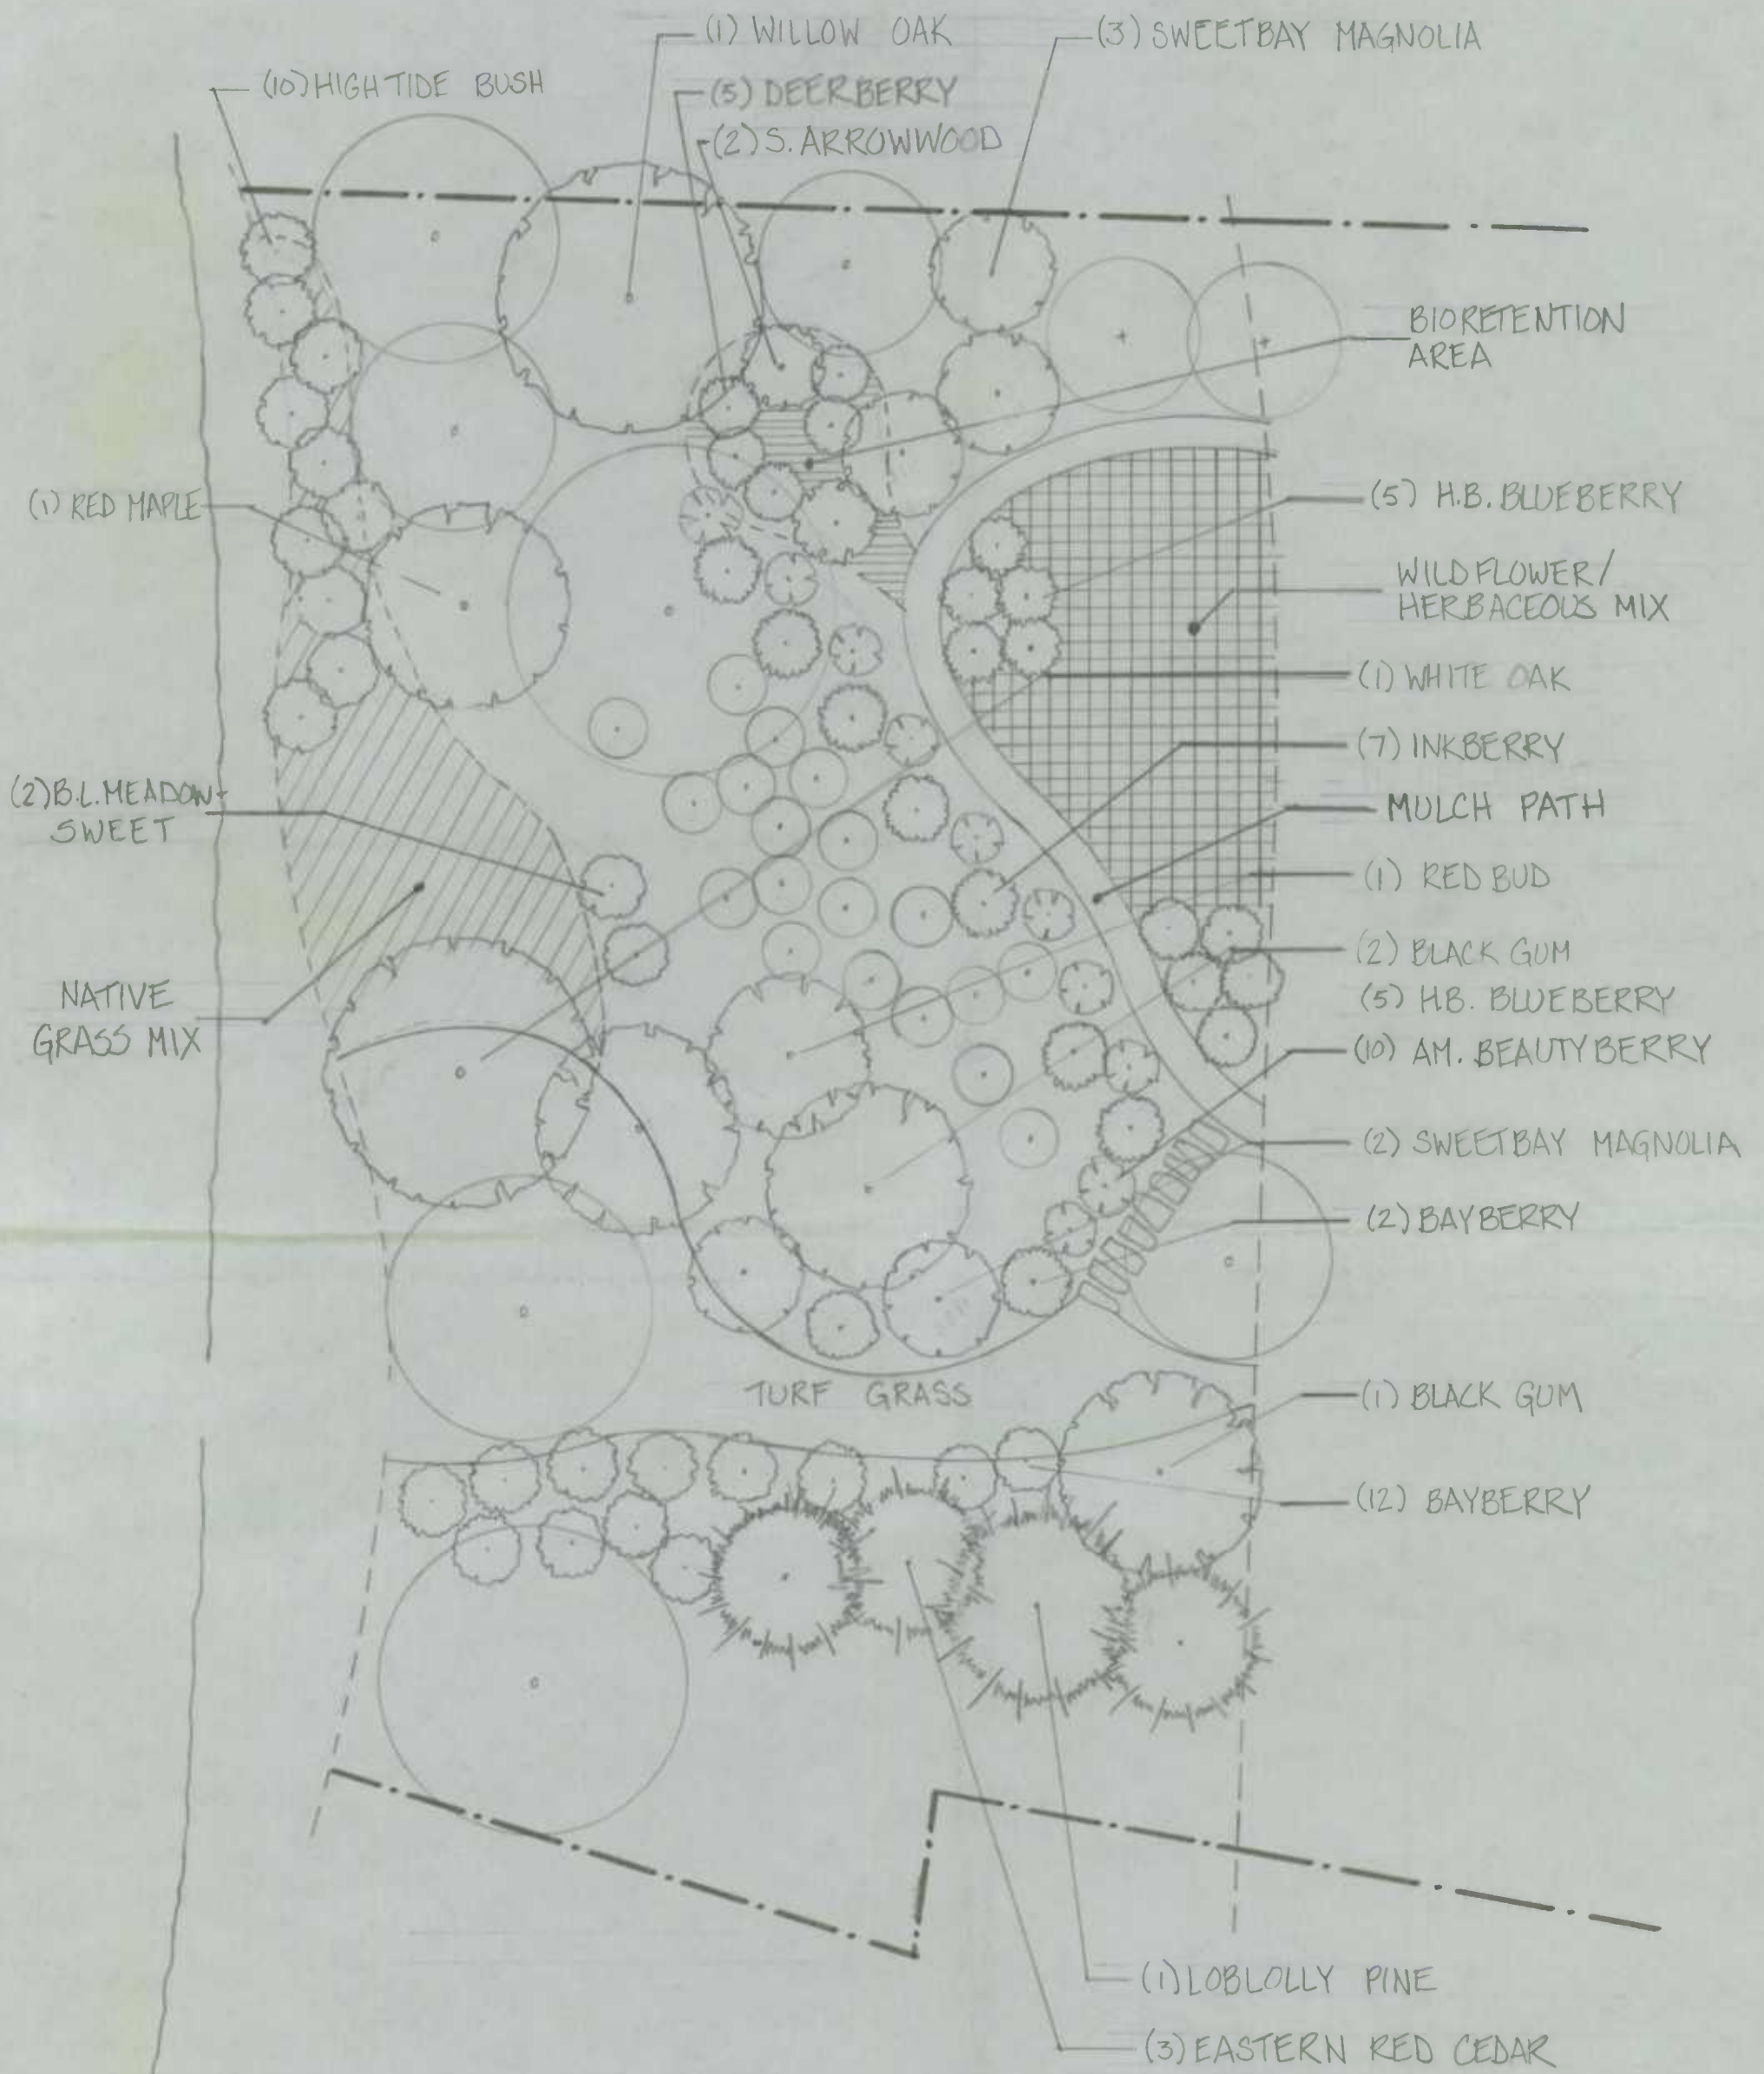 (1) WILLOW OAK
(3) SWEETBAY MAGNOLIA
(10) HIGH TIDE BUSH
(5) DEERBERRY
(2) S. ARROWWOOD
BIORETENTION
AREA
(1) RED MAPLE
(5) H.B. BLUEBERRY
WILDFLOWER/
HERBACEOUS MIX
(1) WHITE OAK
(7) INKBERRY
(2) B.L. MEADOW-
SWEET
MULCH PATH
(1) RED BUD
(2) BLACK GUM
NATIVE
GRASS MIX
(5) H.B. BLUEBERRY
(10) AM. BEAUTYBERRY
(2) SWEETBAY MAGNOLIA
(2) BAYBERRY
TURF GRASS
(1) BLACK GUM
(12) BAYBERRY
(1) LOBLOLLY PINE
(3) EASTERN RED CEDAR